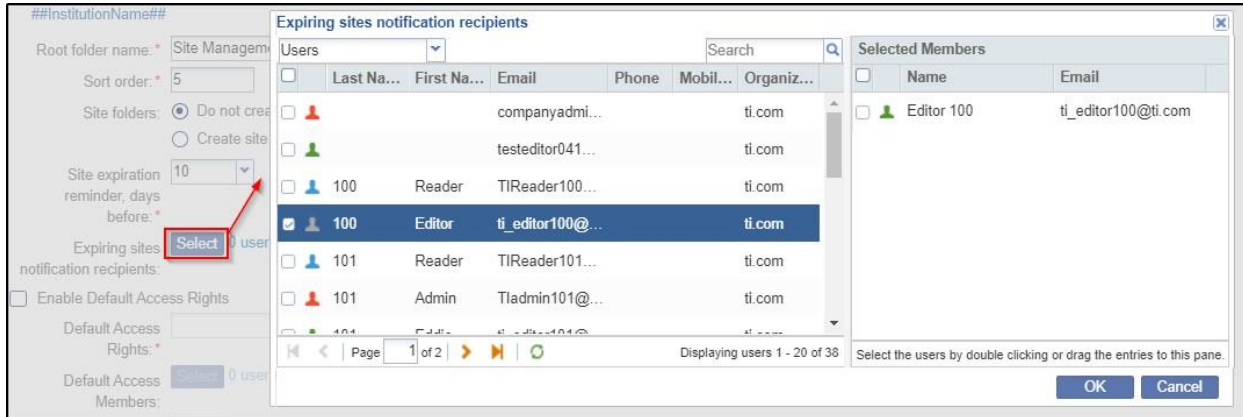 ##InstitutionName##
Root folder name:* Site Managem
Sort order:* 5
Site folders: Do not crea
Create site
Site expiration reminder, days before:* 10
Expiring sites notification recipients: Select 0 user
Enable Default Access Rights
Default Access Rights:*
Default Access Members: Select 0 user
Expiring sites notification recipients
Users Search
Last Na... First Na... Email Phone Mobil... Organiz...
companyadmi... ti.com
testeditor041... ti.com
100 Reader TIReader100... ti.com
100 Editor ti_editor100@... ti.com
101 Reader TIReader101... ti.com
101 Admin TIadmin101@... ti.com
Page 1 of 2 Displaying users 1 - 20 of 38
Selected Members
Name Email
Editor 100 ti_editor100@ti.com
Select the users by double clicking or drag the entries to this pane.
OK Cancel